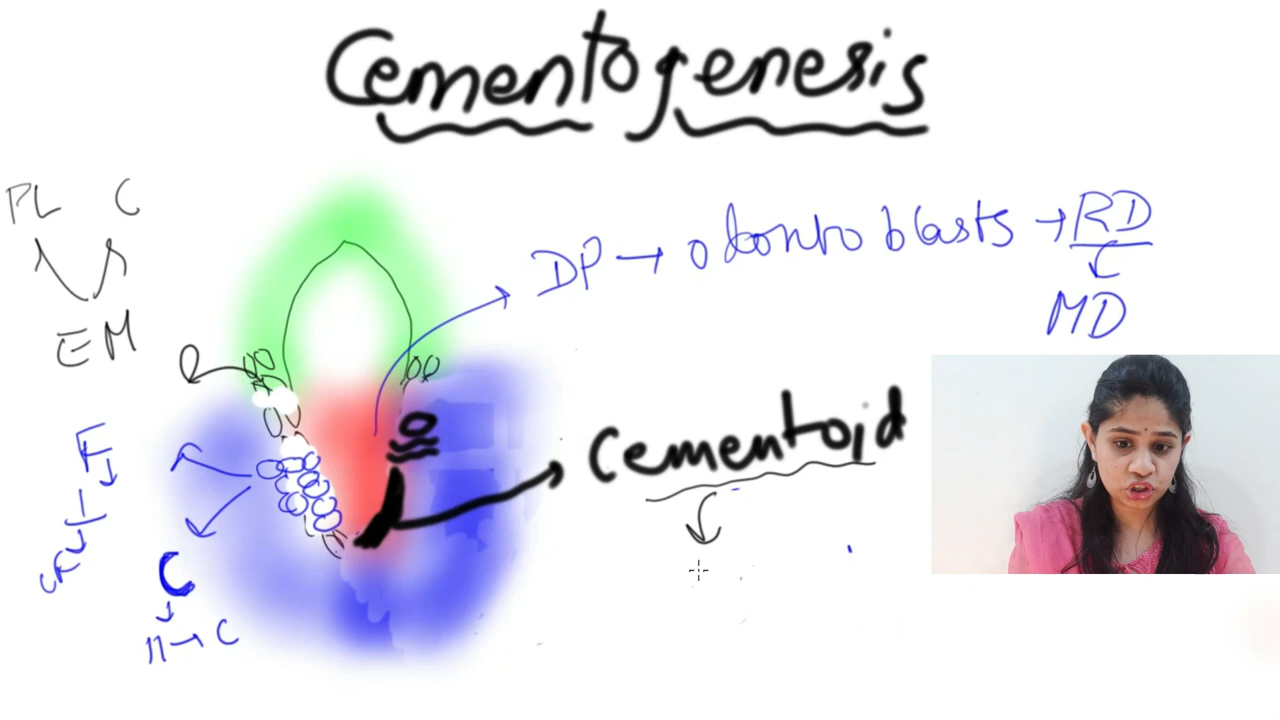 Cementogenesis
PL C
EM
DP → odontoblasts → RD
MD
Cementoid
F
C